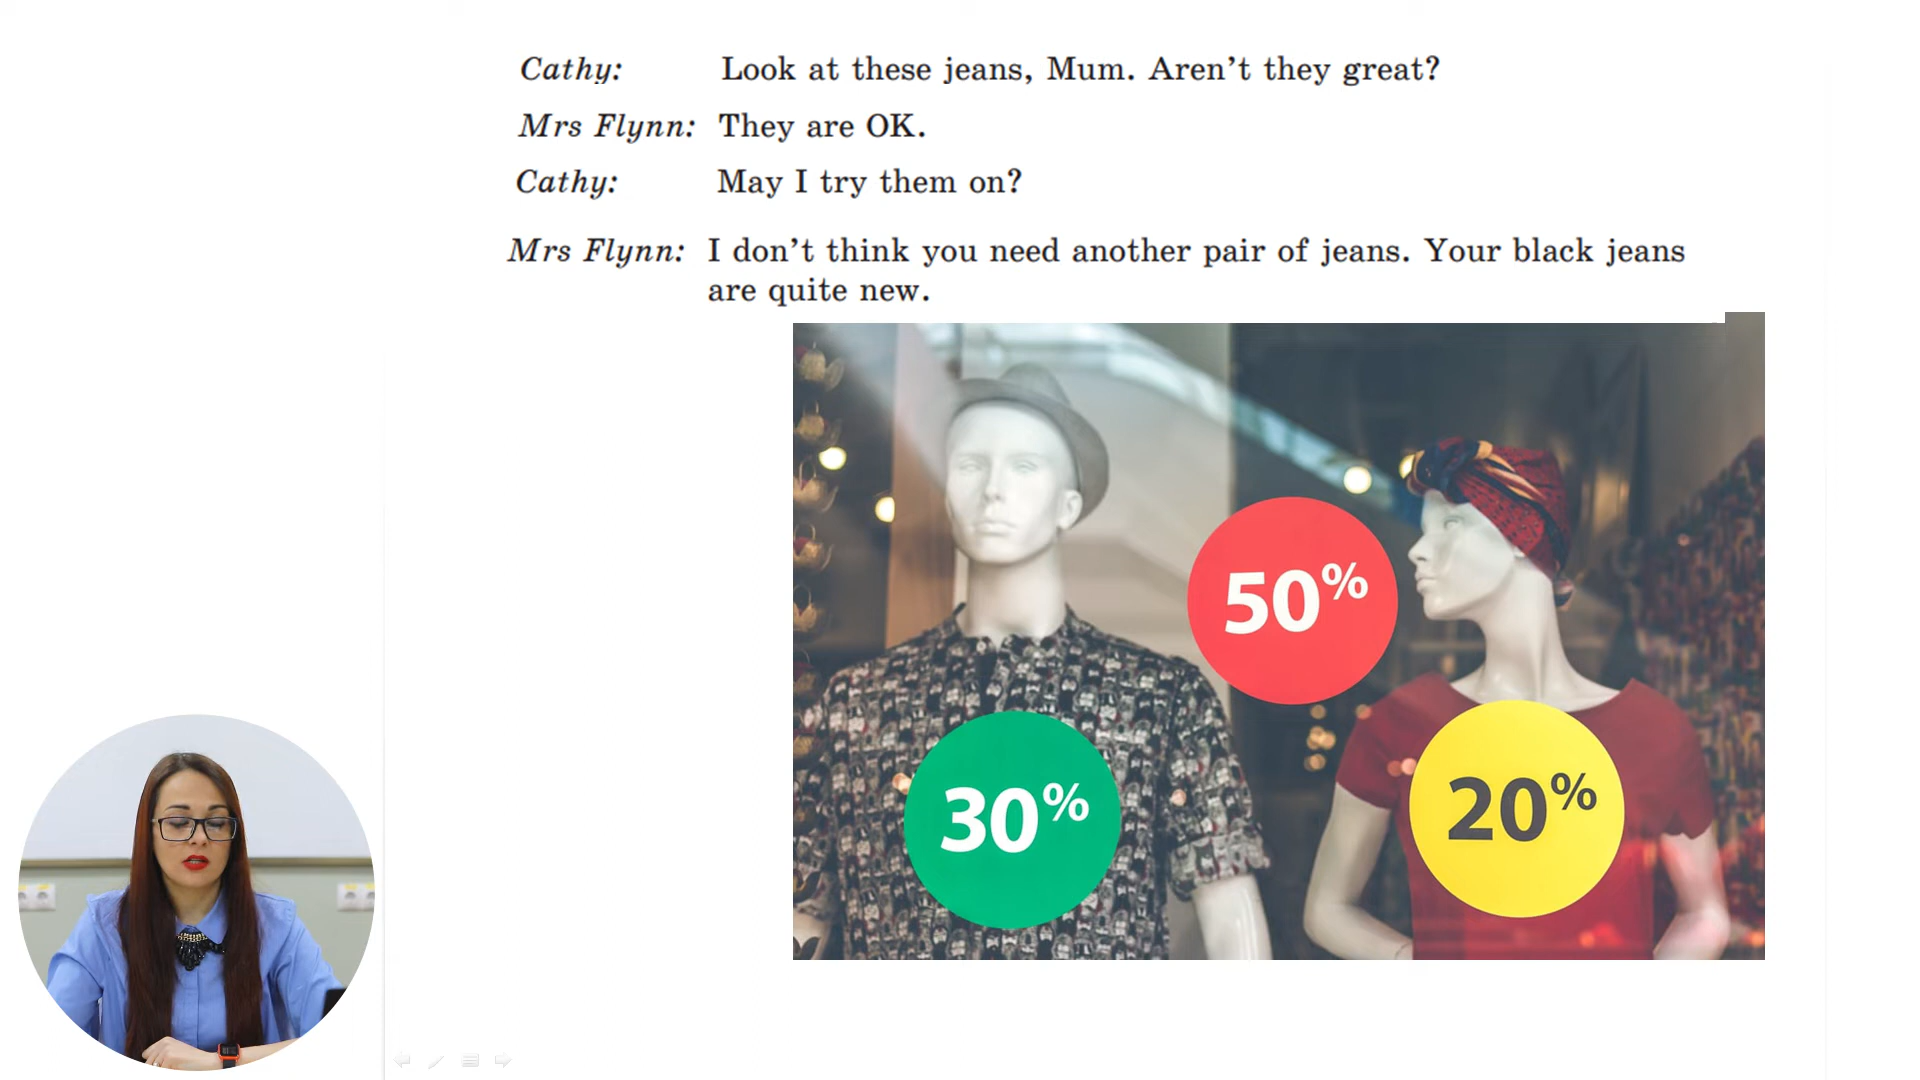 Cathy: Look at these jeans, Mum. Aren't they great?
Mrs Flynn: They are OK.
Cathy: May I try them on?
Mrs Flynn: I don't think you need another pair of jeans. Your black jeans
are quite new.
50%
30%
20%